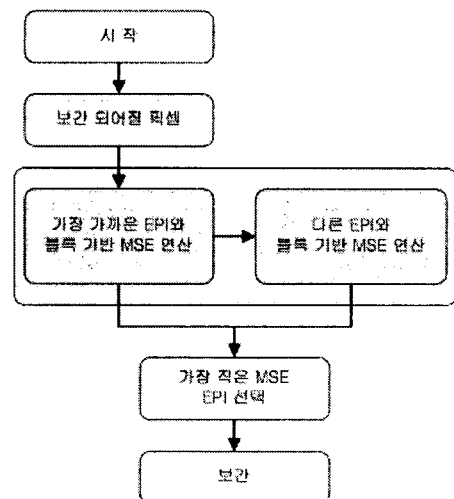 시 작
보간 되어질 픽셀
가장 가까운 EPI와
블록 기반 MSE 연산
다른 EPI와
블록 기반 MSE 연산
가장 작은 MSE
EPI 선택
보간